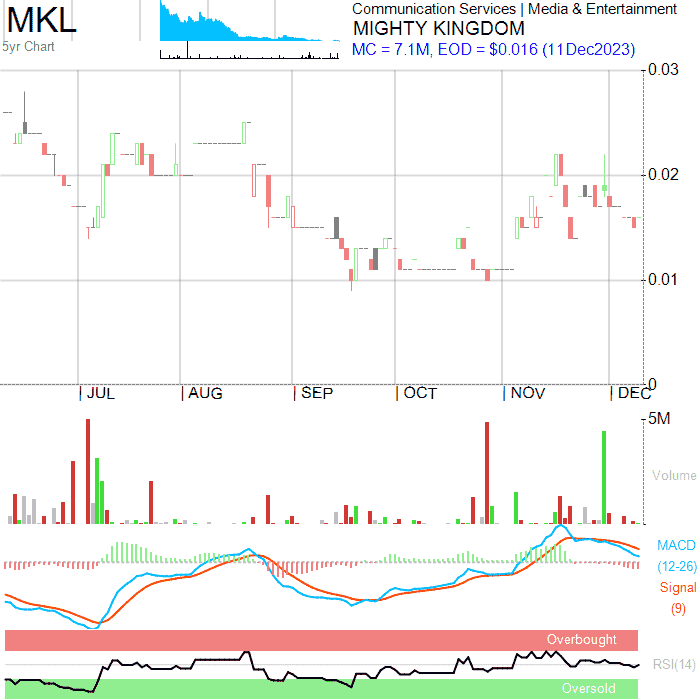 MKL
5yr Chart
Communication Services | Media & Entertainment
MIGHTY KINGDOM
MC = 7.1M, EOD = $0.016 (11Dec2023)
0.03
0.02
0.01
0
JUL AUG SEP OCT NOV DEC
5M
Volume
MACD
(12-26)
Signal
(9)
Overbought
RSI(14)
Oversold